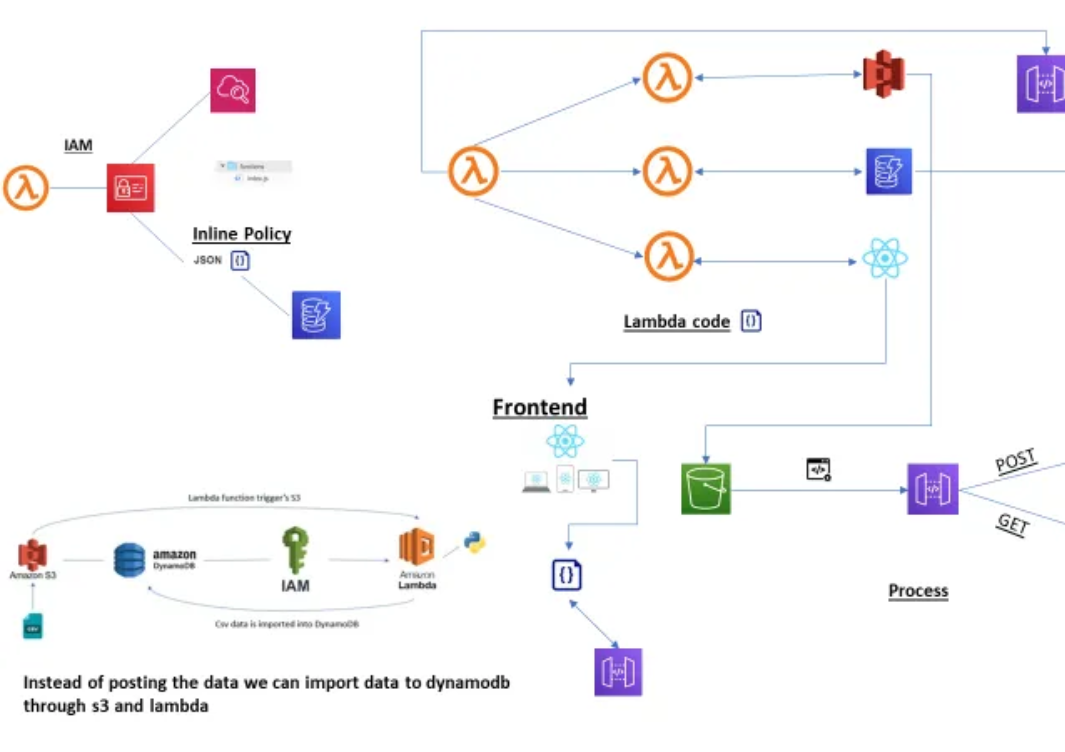 IAM
functions
index.js
Inline Policy
JSON {}
Lambda code {}
Frontend
POST
GET
Process
Lambda function trigger's S3
Amazon S3
amazon
DynamoDB
IAM
Amazon
Lambda
CSV
Csv data is imported into DynamoDB
{}
Instead of posting the data we can import data to dynamodb
through s3 and lambda